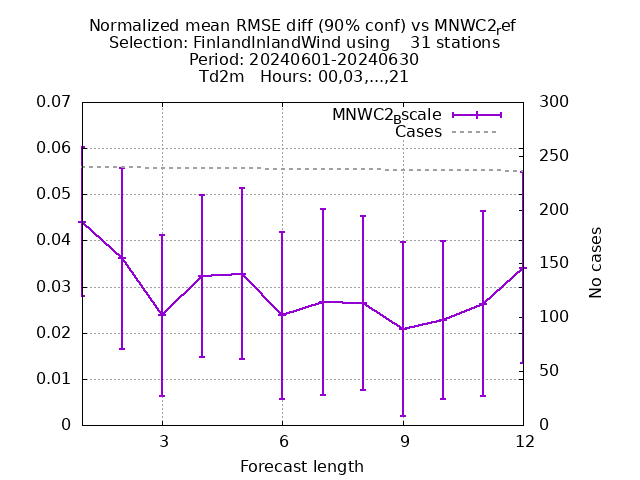 Normalized mean RMSE diff (90% conf) vs MNWC2ref
Selection: FinlandInlandWind using    31 stations
Period: 20240601-20240630
Td2m   Hours: 00,03,...,21
MNWC2Bscale
Cases
0.07
0.06
0.05
0.04
0.03
0.02
0.01
0
300
250
200
150
100
50
0
No cases
3 6 9 12
Forecast length